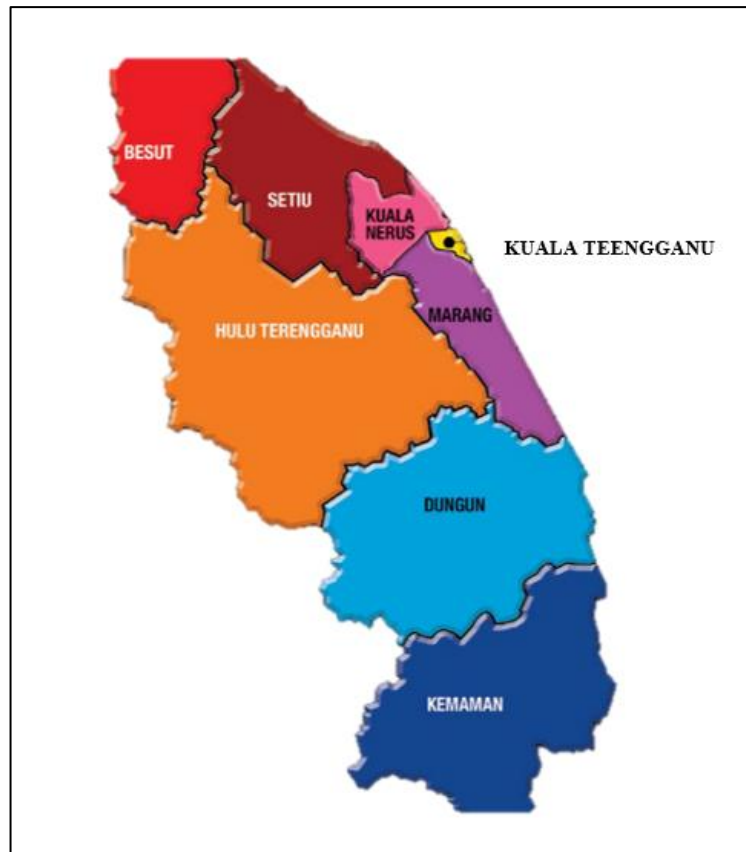 BESUT
SETIU
KUALA
NERUS
KUALA TEENGGANU
MARANG
HULU TERENGGANU
DUNGUN
KEMAMAN